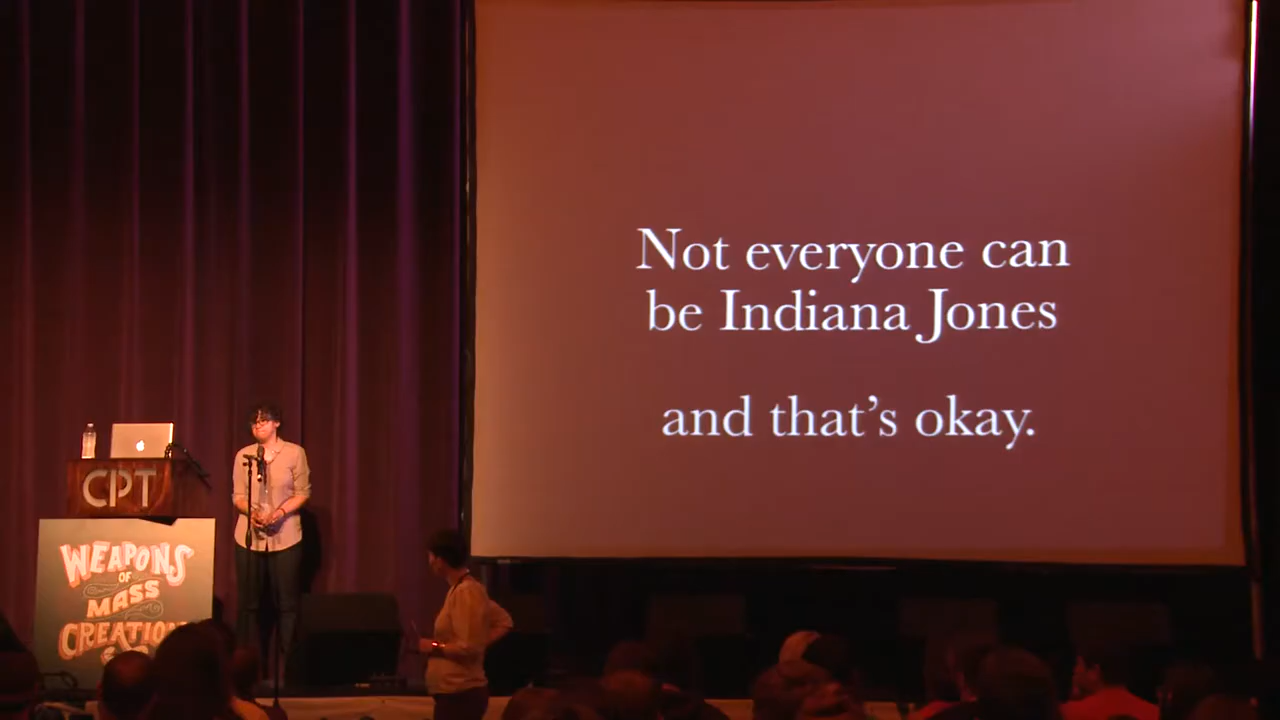 Not everyone can
be Indiana Jones
and that's okay.
CPT
WEAPONS
OF
MASS
CREATION